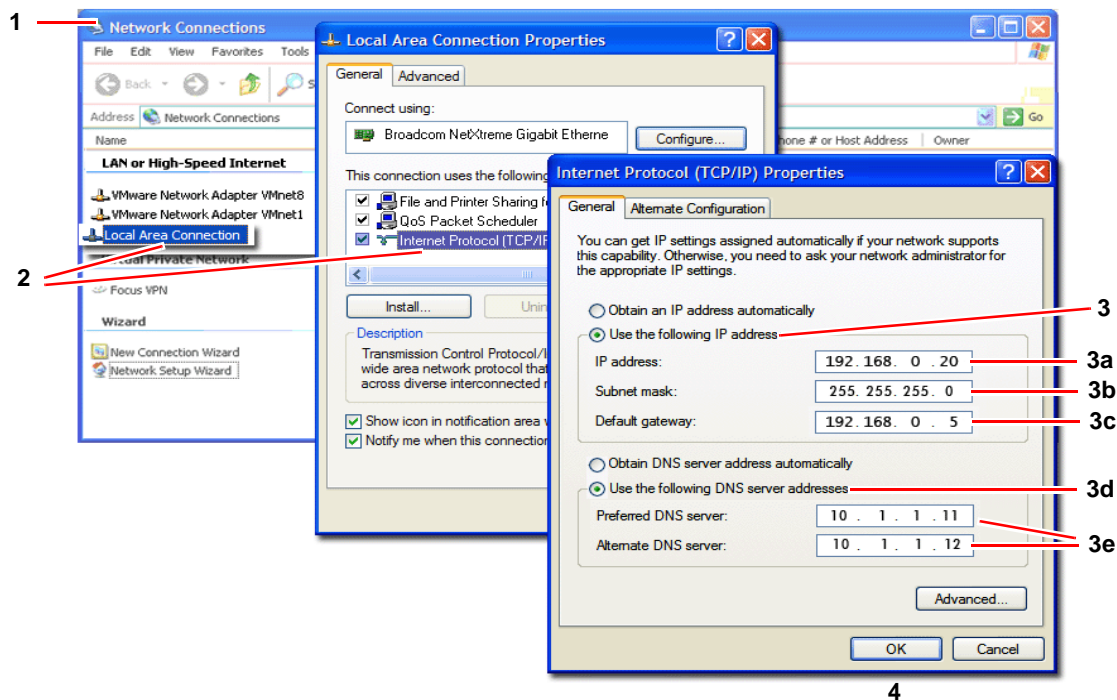 1
Network Connections
File Edit View Favorites Tools
Back
Address Network Connections
Go
Name
Phone # or Host Address Owner
LAN or High-Speed Internet
VMware Network Adapter VMnet8
VMware Network Adapter VMnet1
Local Area Connection
2
Virtual Private Network
Focus VPN
Wizard
New Connection Wizard
Network Setup Wizard
Local Area Connection Properties
General Advanced
Connect using:
Broadcom NetXtreme Gigabit Etherne
Configure...
This connection uses the following
File and Printer Sharing f
QoS Packet Scheduler
Internet Protocol (TCP/IP
Install...
Unin
Description
Transmission Control Protocol/I
wide area network protocol that
across diverse interconnected
Show icon in notification area
Notify me when this connection
Internet Protocol (TCP/IP) Properties
General Alternate Configuration
You can get IP settings assigned automatically if your network supports
this capability. Otherwise, you need to ask your network administrator for
the appropriate IP settings.
Obtain an IP address automatically
Use the following IP address
3
IP address: 192.168. 0 .20
3a
Subnet mask: 255.255.255. 0
3b
Default gateway: 192.168. 0 . 5
3c
Obtain DNS server address automatically
Use the following DNS server addresses
3d
Preferred DNS server: 10 . 1 . 1 .11
Alternate DNS server: 10 . 1 . 1 . 12
3e
Advanced...
OK Cancel
4